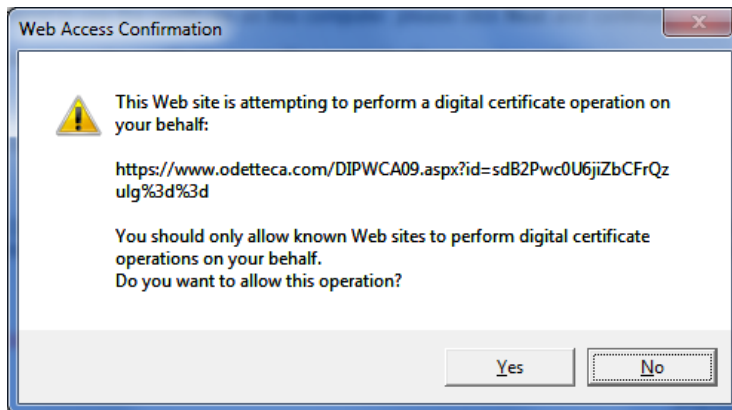 Web Access Confirmation
This Web site is attempting to perform a digital certificate operation on
your behalf:
https://www.odetteca.com/DIPWCA09.aspx?id=sdB2Pwc0U6jiZbCFrQz
ulg%3d%3d
You should only allow known Web sites to perform digital certificate
operations on your behalf.
Do you want to allow this operation?
Yes
No